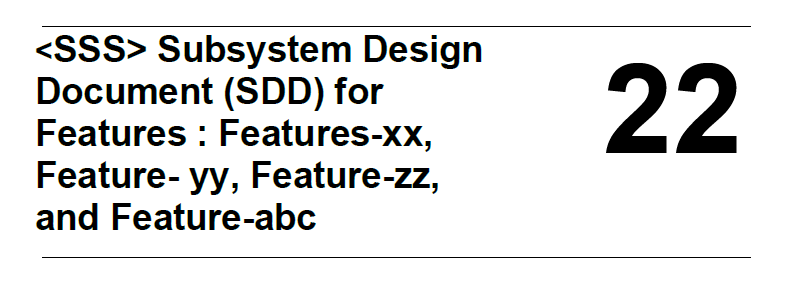 <SSS> Subsystem Design
Document (SDD) for
Features : Features-xx,
Feature- yy, Feature-zz,
and Feature-abc
22